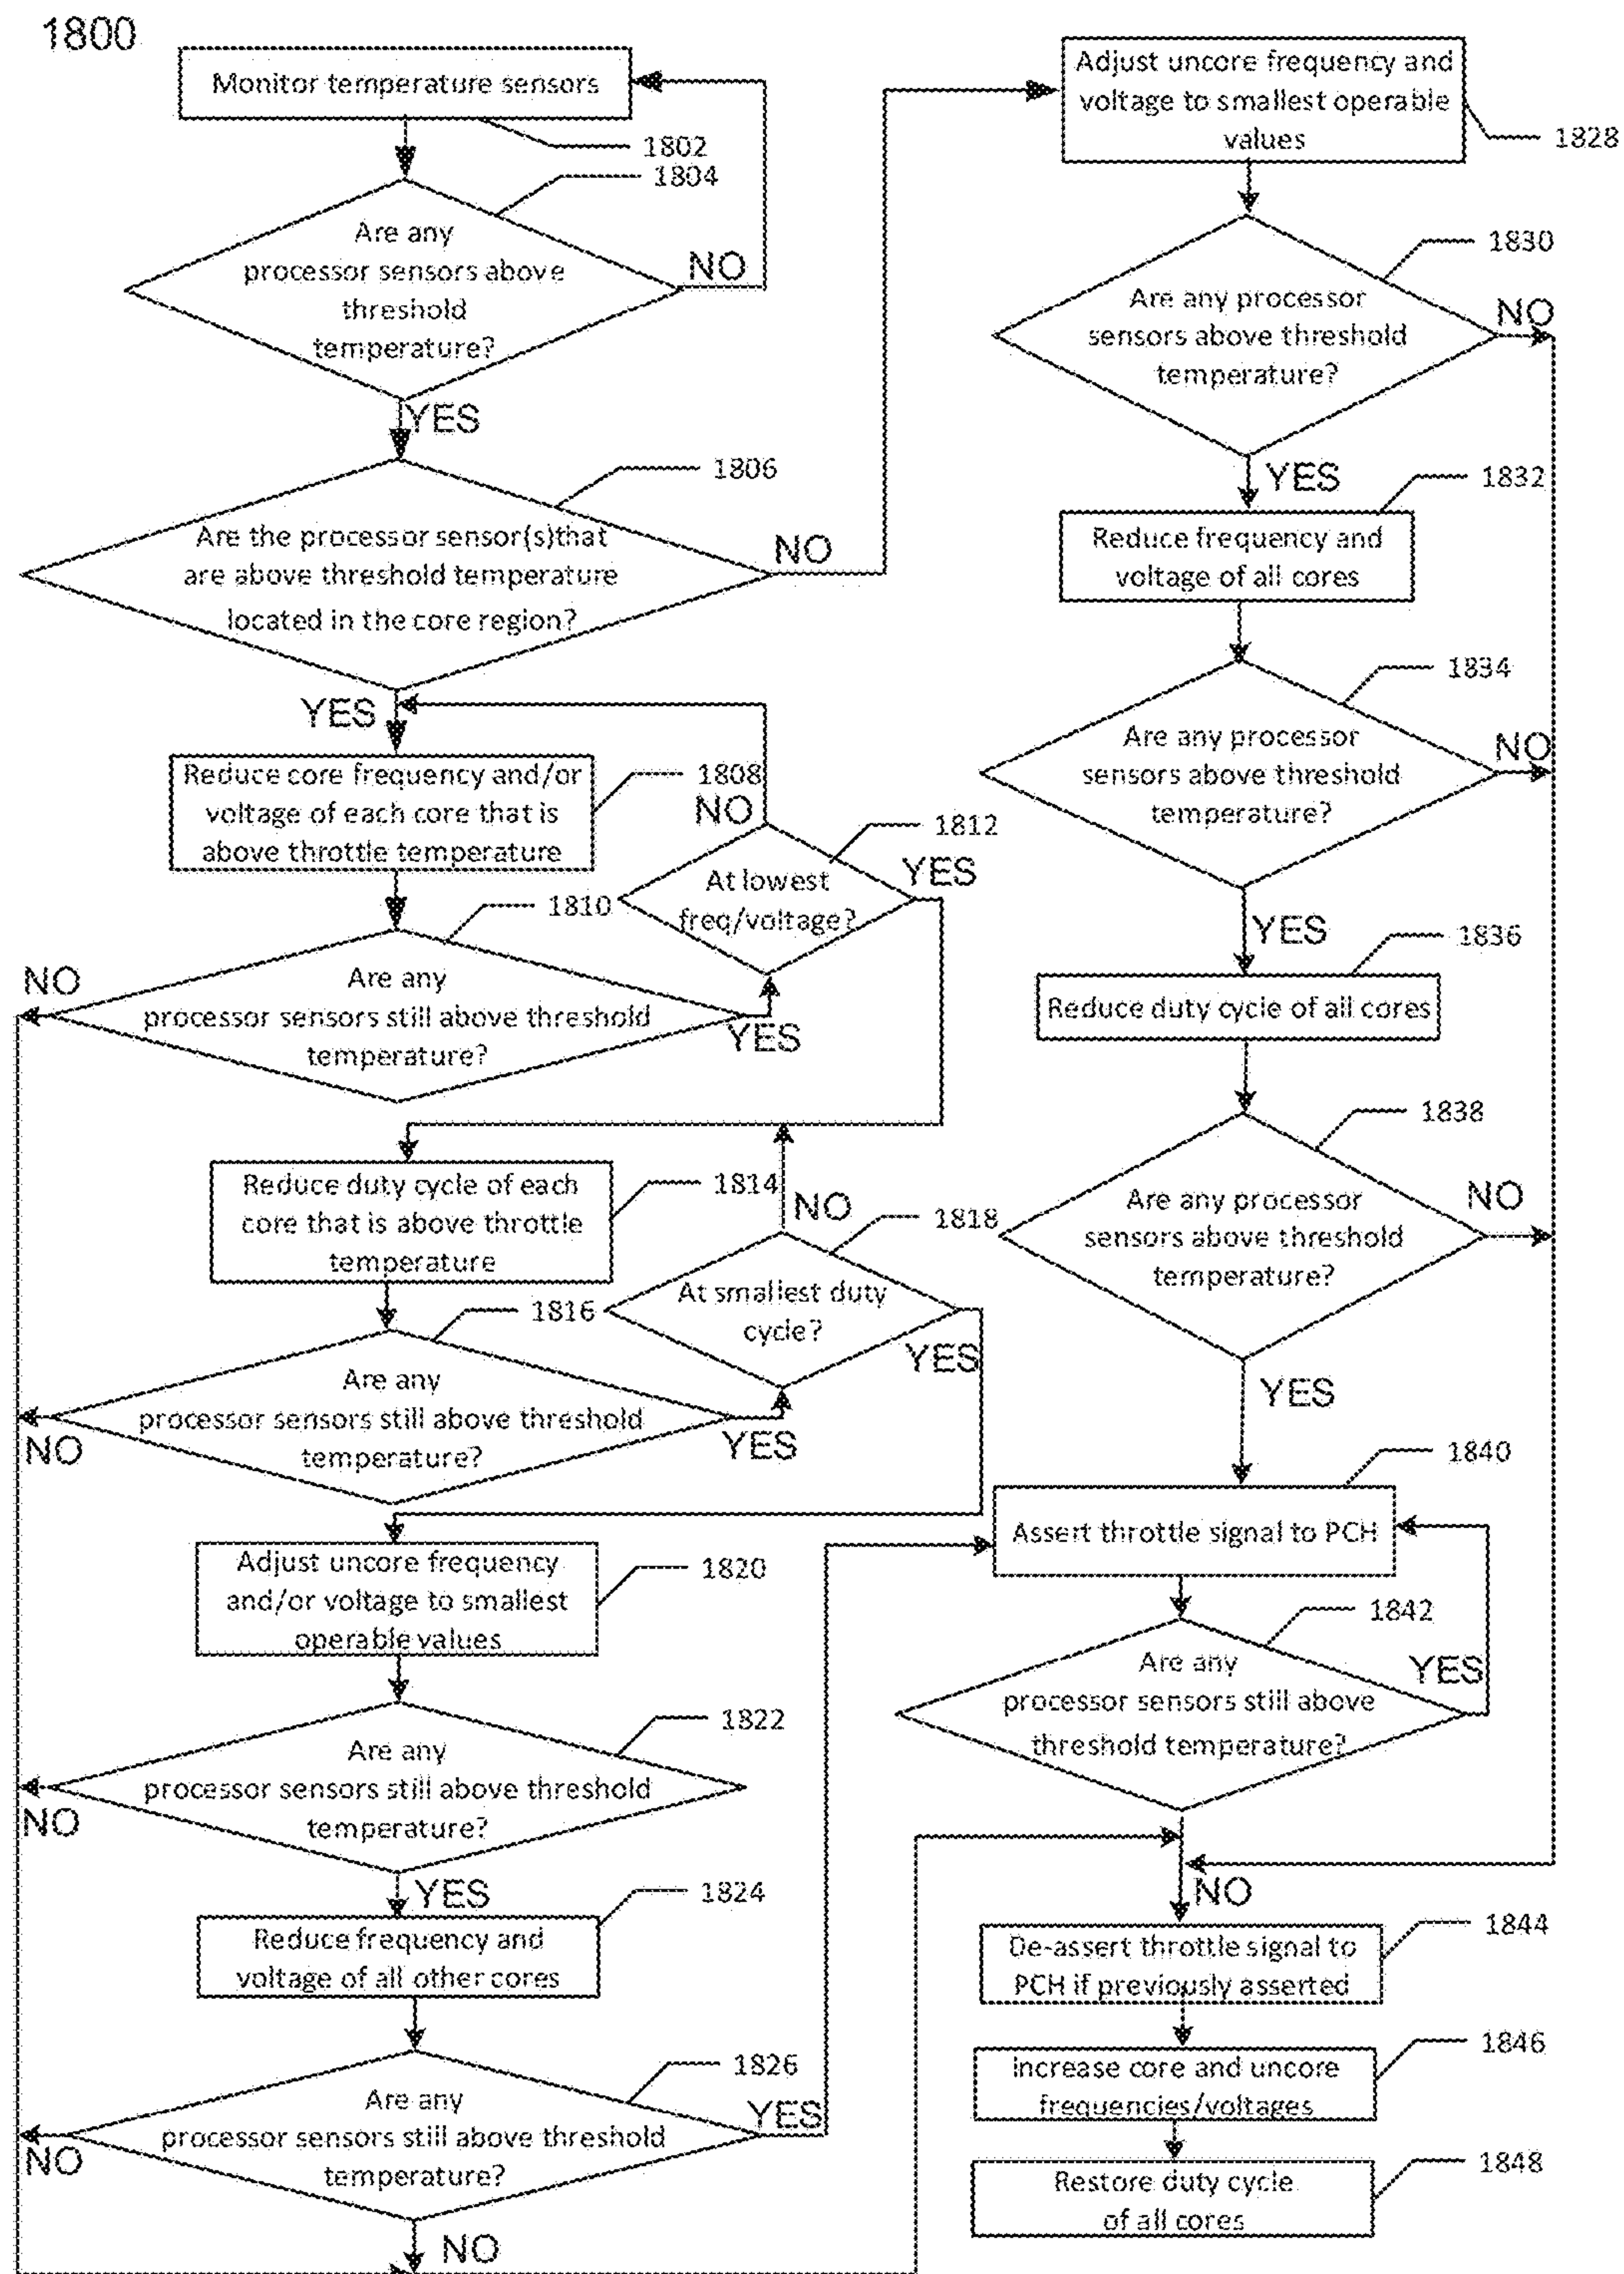 1800
Monitor temperature sensors
1802
1804
Are any
processor sensors above
threshold
temperature?
NO
YES
1806
Are the processor sensor(s)that
are above threshold temperature
located in the core region?
NO
YES
Reduce core frequency and/or
voltage of each core that is
above throttle temperature
1808
NO
1812
At lowest
freq/voltage?
YES
1810
Are any
processor sensors still above threshold
temperature?
NO
YES
Reduce duty cycle of each
core that is above throttle
temperature
1814
NO
1818
At smallest duty
cycle?
YES
1816
Are any
processor sensors still above threshold
temperature?
NO
YES
Adjust uncore frequency
and/or voltage to smallest
operable values
1820
1822
Are any
processor sensors still above threshold
temperature?
NO
YES
1824
Reduce frequency and
voltage of all other cores
1826
Are any
processor sensors still above threshold
temperature?
YES
NO
NO
Adjust uncore frequency and
voltage to smallest operable
values
1828
1830
Are any processor
sensors above threshold
temperature?
NO
YES
1832
Reduce frequency and
voltage of all cores
1834
Are any processor
sensors above threshold
temperature?
NO
YES
1836
Reduce duty cycle of all cores
1838
Are any processor
sensors above threshold
temperature?
NO
YES
1840
Assert throttle signal to PCH
1842
Are any
processor sensors still above
threshold temperature?
YES
NO
1844
De-assert throttle signal to
PCH if previously asserted
1846
Increase core and uncore
frequencies/voltages
1848
Restore duty cycle
of all cores